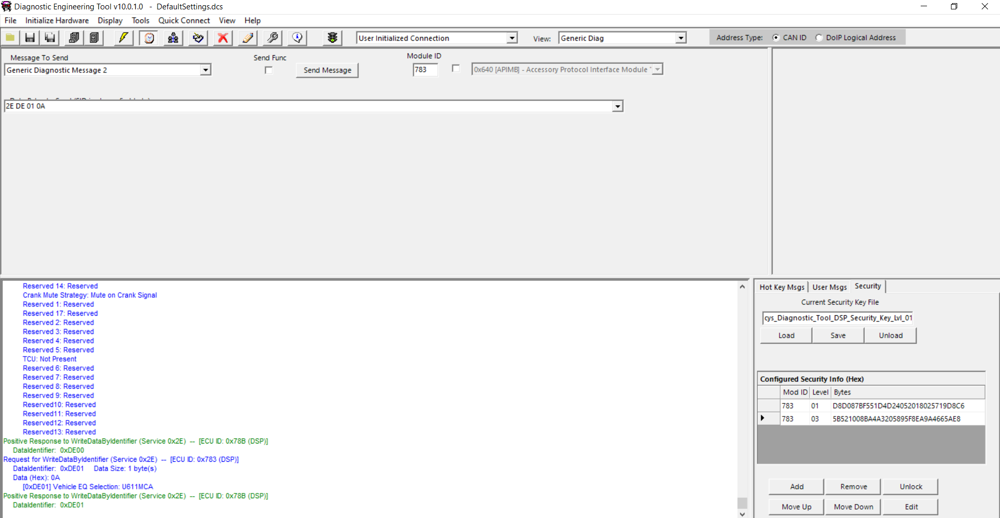 Diagnostic Engineering Tool v10.0.1.0 - DefaultSettings.dcs
File Initialize Hardware Display Tools Quick Connect View Help
User Initialized Connection View: Generic Diag Address Type: CAN ID DoIP Logical Address
Message To Send Send Func Module ID
Generic Diagnostic Message 2 Send Message 783 0x640 [APIMB] - Accessory Protocol Interface Module
2E DE 01 0A
Reserved 14: Reserved
Crank Mute Strategy: Mute on Crank Signal
Reserved 1: Reserved
Reserved 17: Reserved
Reserved 2: Reserved
Reserved 3: Reserved
Reserved 4: Reserved
Reserved 5: Reserved
TCU: Not Present
Reserved 6: Reserved
Reserved 7: Reserved
Reserved 8: Reserved
Reserved 9: Reserved
Reserved10: Reserved
Reserved11: Reserved
Reserved12: Reserved
Reserved13: Reserved
Positive Response to WriteDataByIdentifier (Service 0x2E) -- [ECU ID: 0x78B (DSP)]
DataIdentifier: 0xDE00
Request for WriteDataByIdentifier (Service 0x2E) -- [ECU ID: 0x783 (DSP)]
DataIdentifier: 0xDE01 Data Size: 1 byte(s)
Data (Hex): 0A
[0xDE01] Vehicle EQ Selection: U611MCA
Positive Response to WriteDataByIdentifier (Service 0x2E) -- [ECU ID: 0x78B (DSP)]
DataIdentifier: 0xDE01
Hot Key Msgs User Msgs Security
Current Security Key File
cys_Diagnostic_Tool_DSP_Security_Key_Lvl_01
Load Save Unload
Configured Security Info (Hex)
Mod ID Level Bytes
783 01 D8D087BF551D4D24052018025719D8C6
783 03 5B521008BA4A3205895F8EA9A4665AE8
Add Remove Unlock
Move Up Move Down Edit